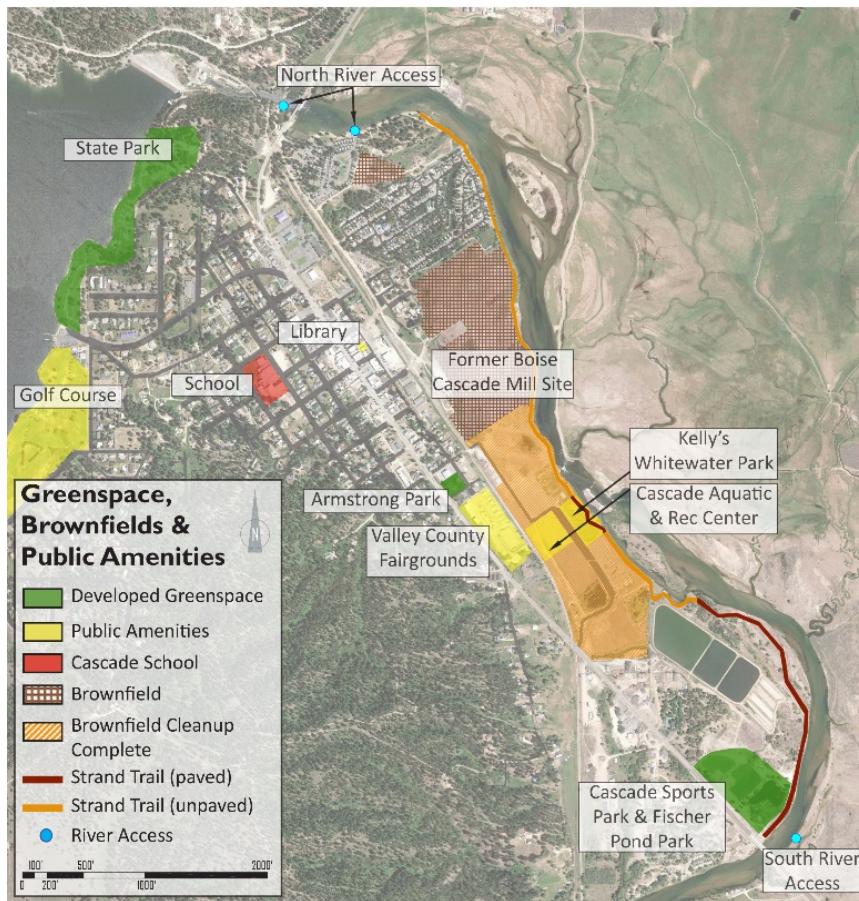 North River Access
State Park
Library
Former Boise
Cascade Mill Site
School
Golf Course
Kelly's
Whitewater Park
Cascade Aquatic
& Rec Center
Armstrong Park
Valley County
Fairgrounds
Greenspace,
Brownfields &
Public Amenities
N
Developed Greenspace
Public Amenities
Cascade School
Brownfield
Brownfield Cleanup
Complete
Strand Trail (paved)
Strand Trail (unpaved)
River Access
100' 500' 2000'
0 200' 1000'
Cascade Sports
Park & Fischer
Pond Park
South River
Access